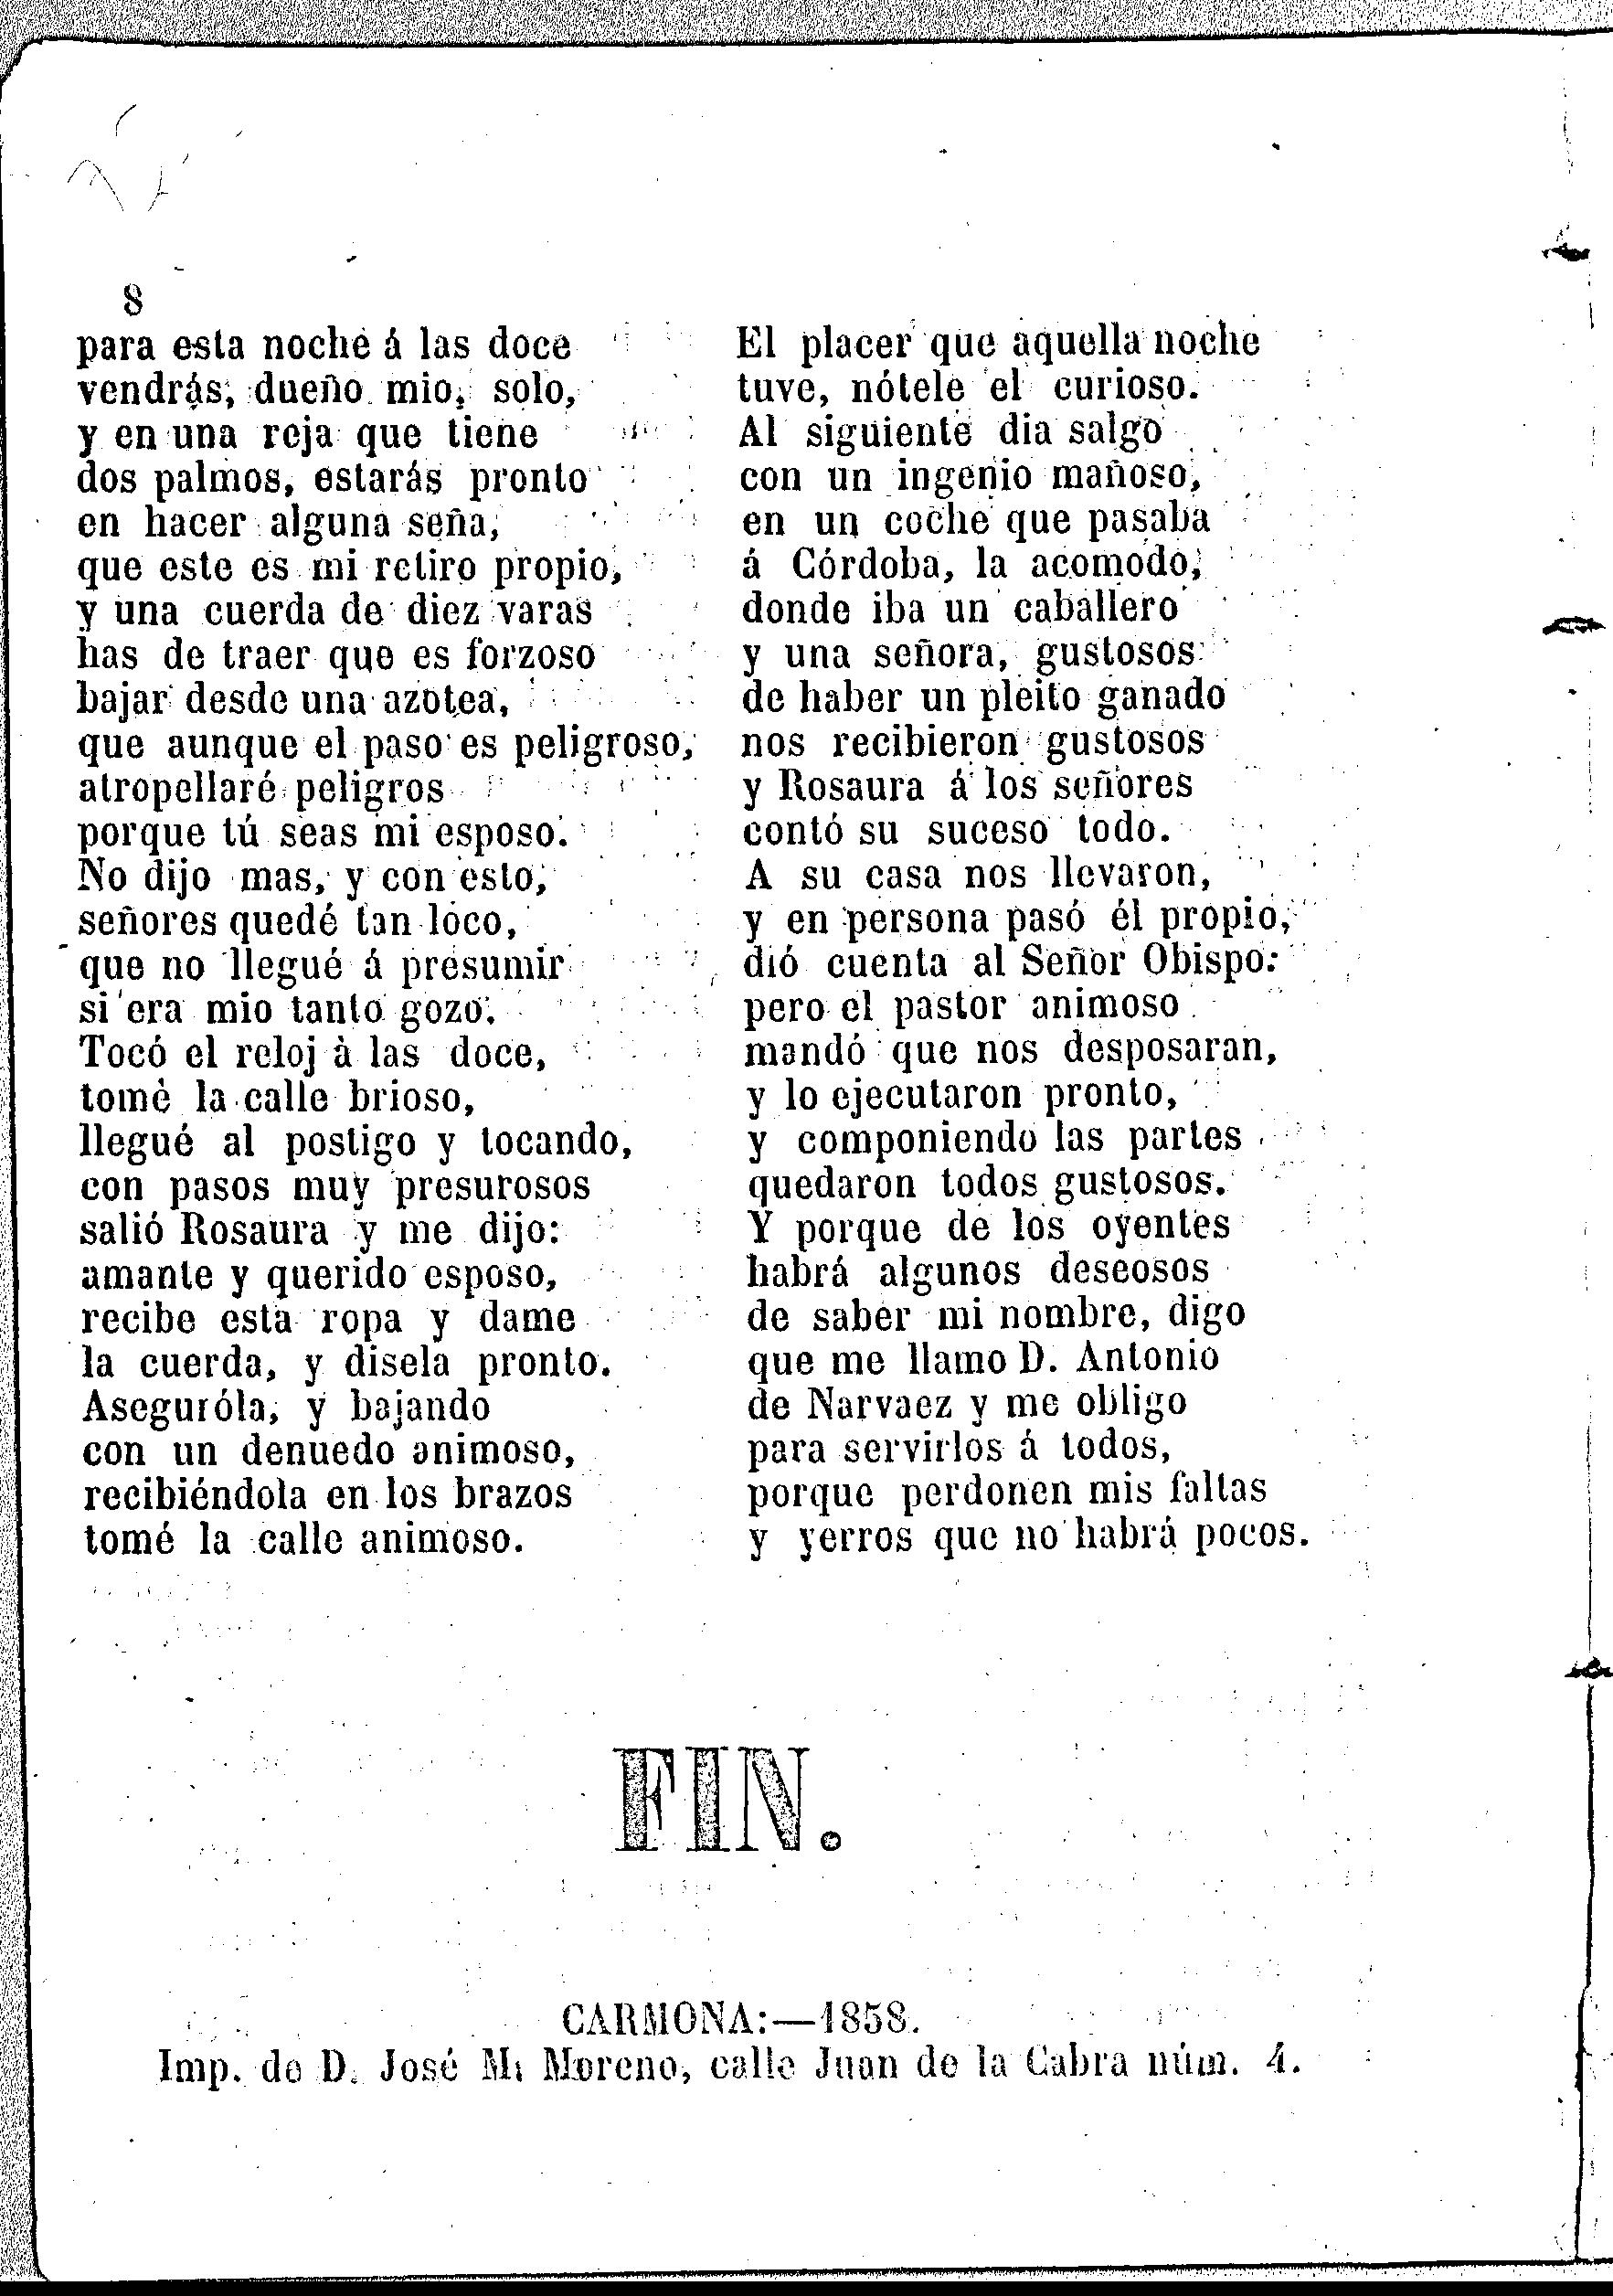 8
para esta noche á las doce
vendrás, dueño mio, solo,
y en una reja que tiene
dos palmos, estarás pronto
en hacer alguna seña,
que este es mi retiro propio,
y una cuerda de diez varas
has de traer que es forzoso
bajar desde una azotea,
que aunque el paso es peligroso,
atropellaré peligros
porque tú seas mi esposo.
No dijo mas, y con esto,
señores quedé tan loco,
que no llegué á presumir
si era mio tanto gozo.
Tocó el reloj à las doce,
tomè la calle brioso,
llegué al postigo y tocando,
con pasos muy presurosos
salió Rosaura y me dijo:
amante y querido esposo,
recibe esta ropa y dame
la cuerda, y disela pronto.
Aseguróla, y bajando
con un denuedo animoso,
recibiéndola en los brazos
tomé la calle animoso.
El placer que aquella noche
tuve, nótele el curioso.
Al siguiente dia salgo
con un ingenio mañoso,
en un coche que pasaba
á Córdoba, la acomodo,
donde iba un caballero
y una señora, gustosos
de haber un pleito ganado
nos recibieron gustosos
y Rosaura á los señores
contó su suceso todo.
A su casa nos llevaron,
y en persona pasó él propio,
dió cuenta al Señor Obispo:
pero el pastor animoso
mandó que nos desposaran,
y lo ejecutaron pronto,
y componiendo las partes
quedaron todos gustosos.
Y porque de los oyentes
habrá algunos deseosos
de saber mi nombre, digo
que me llamo D. Antonio
de Narvaez y me obligo
para servirlos á todos,
porque perdonen mis faltas
y yerros que no habrá pocos.
FIN.
CARMONA:—1858.
Imp. de D. José M. Moreno, calle Juan de la Cabra núm. 4.